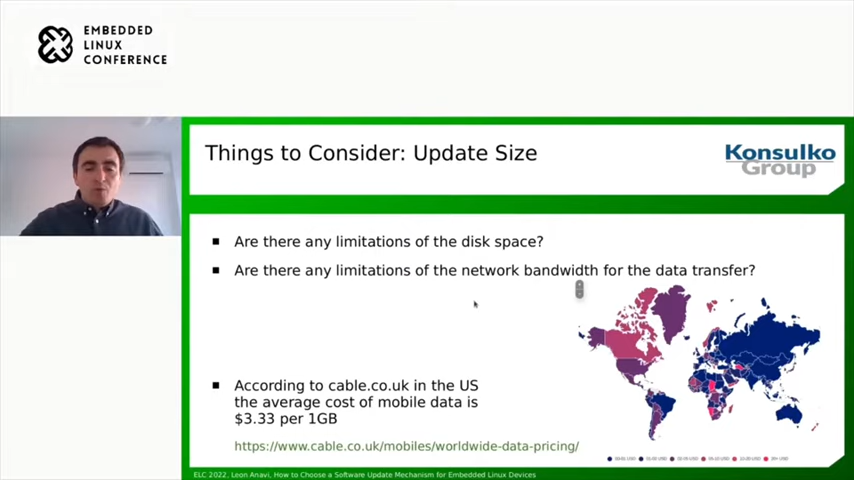 EMBEDDED
LINUX
CONFERENCE
Things to Consider: Update Size
Konsulko
Group
Are there any limitations of the disk space?
Are there any limitations of the network bandwidth for the data transfer?
According to cable.co.uk in the US
the average cost of mobile data is
$3.33 per 1GB
https://www.cable.co.uk/mobiles/worldwide-data-pricing/
ELC 2022, Leon Anavi, How to Choose a Software Update Mechanism for Embedded Linux Devices